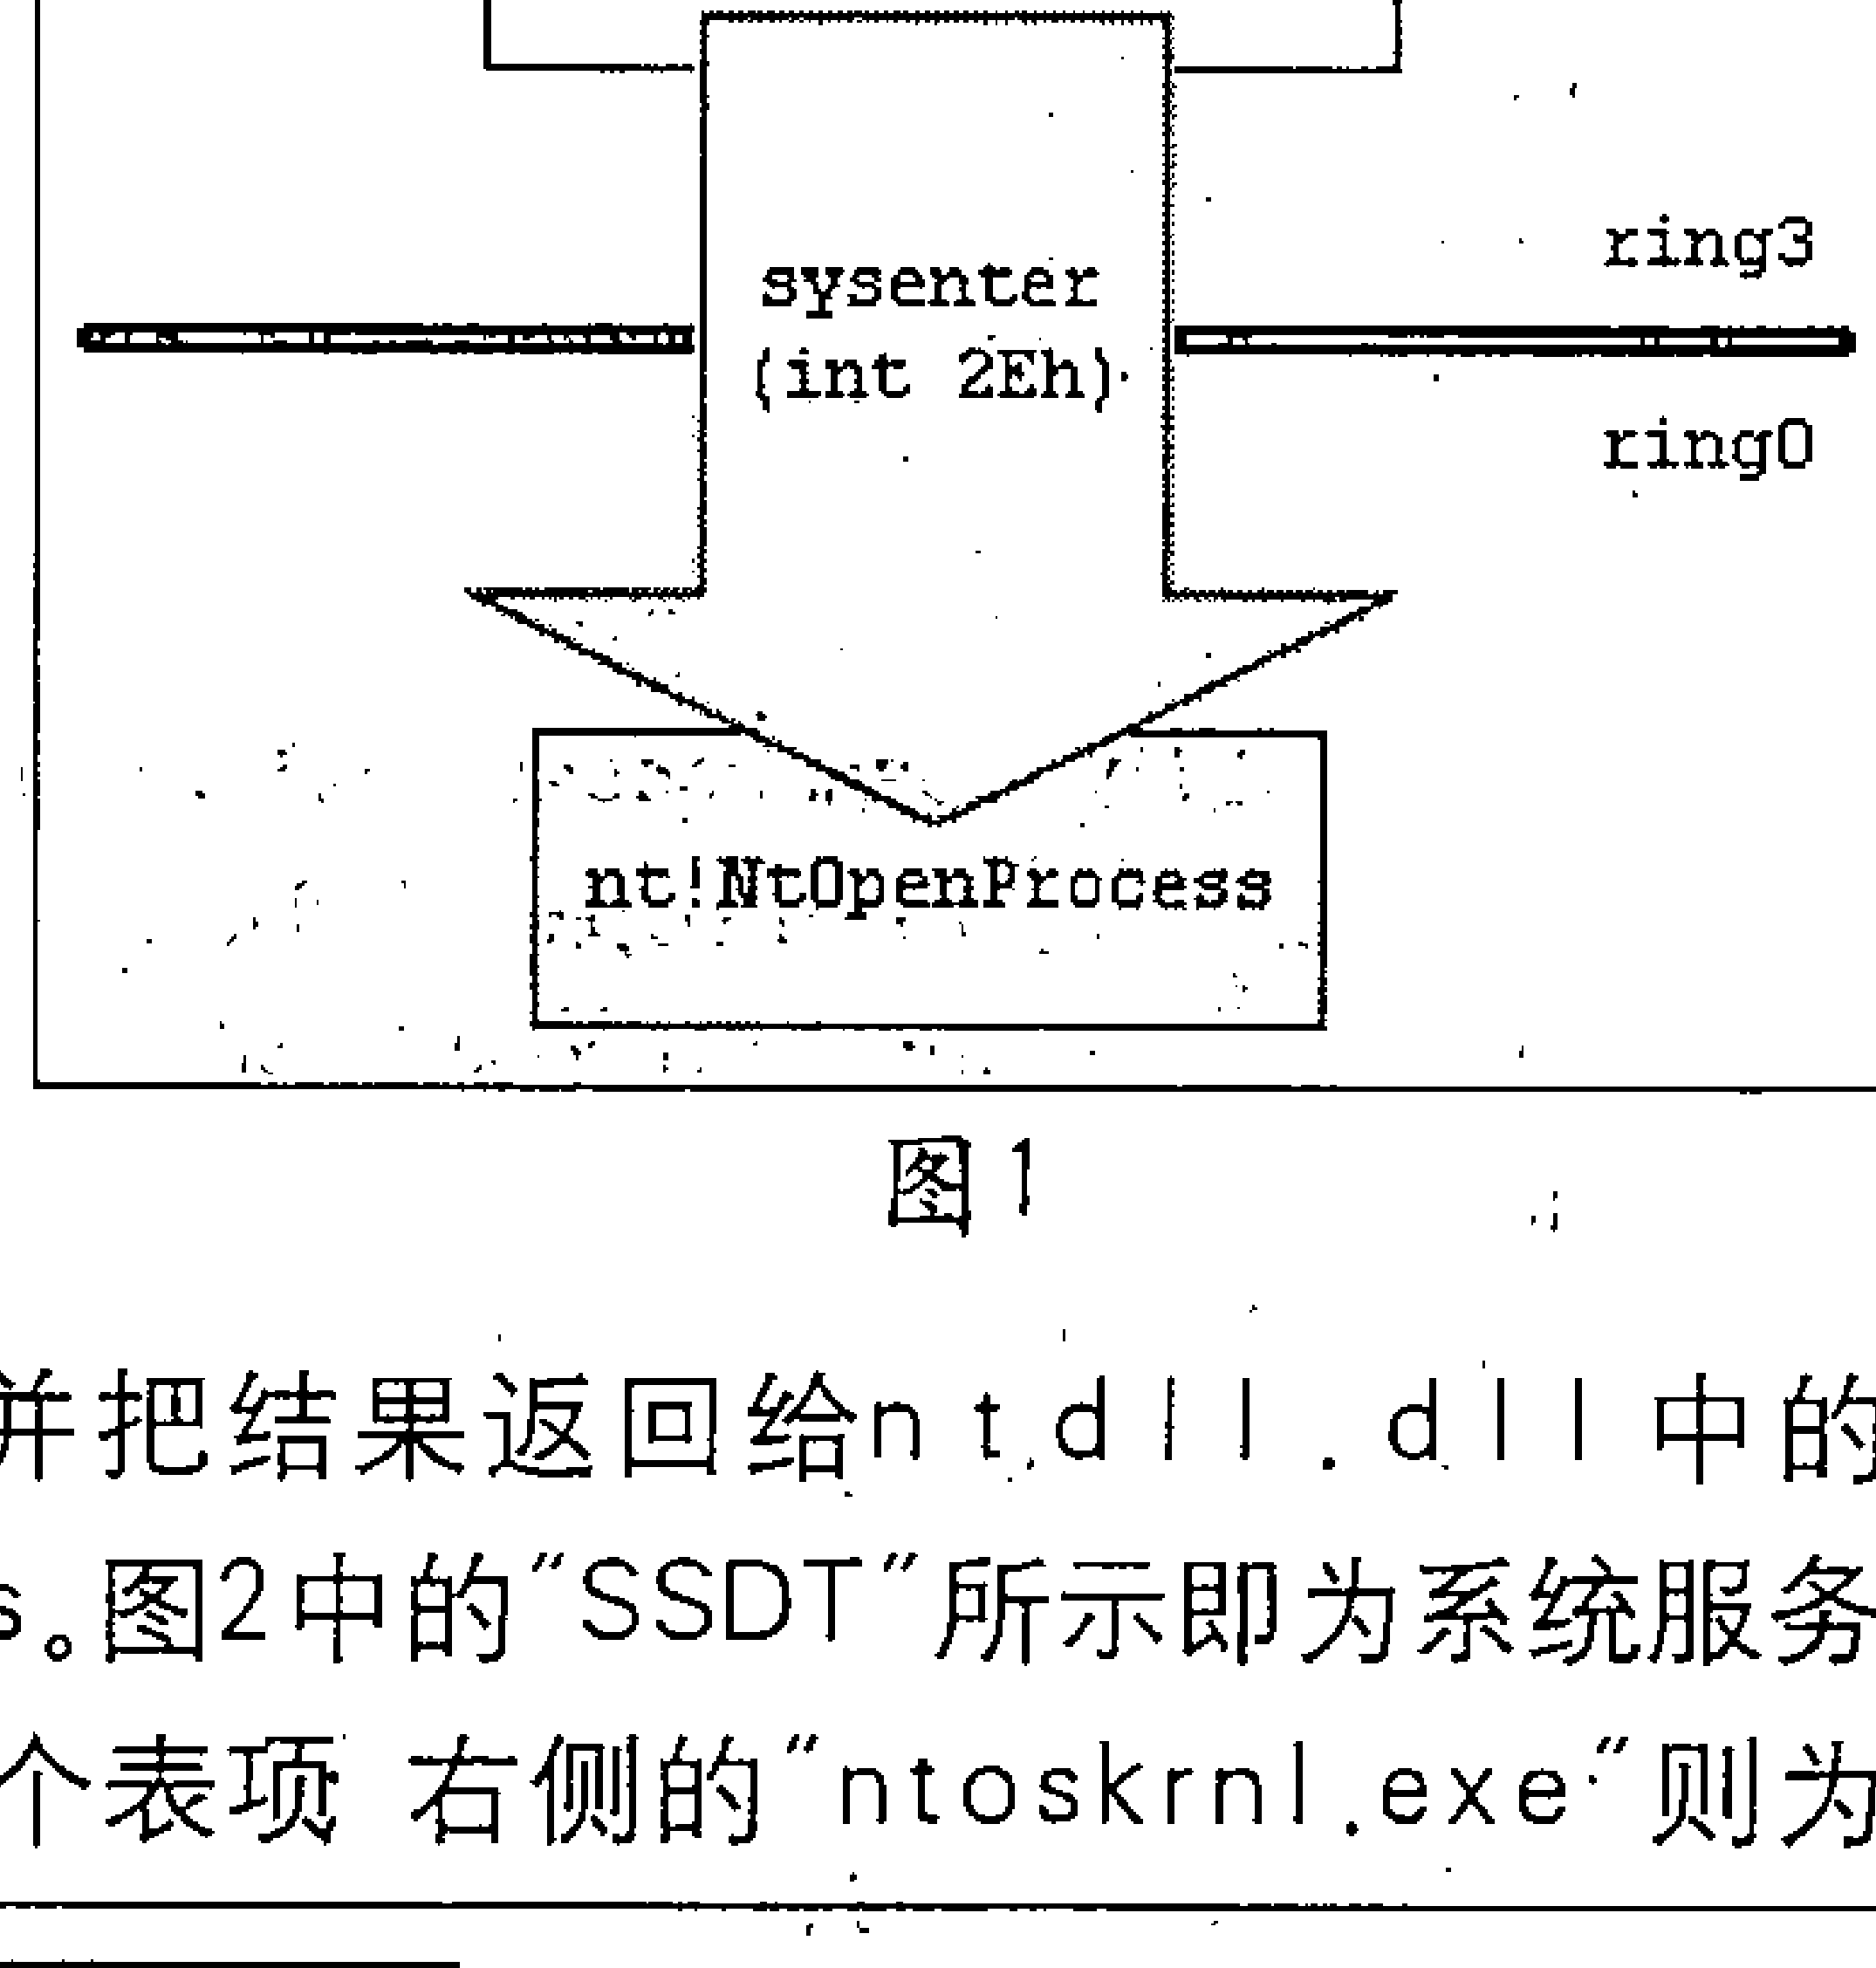 ring3
sysenter
(int 2Eh)
ring0
nt!NtOpenProcess
图1
并把结果返回给ntdll.dll中的
s。图2中的"SSDT"所示即为系统服务
个表项 右侧的"ntoskrnl.exe"则为